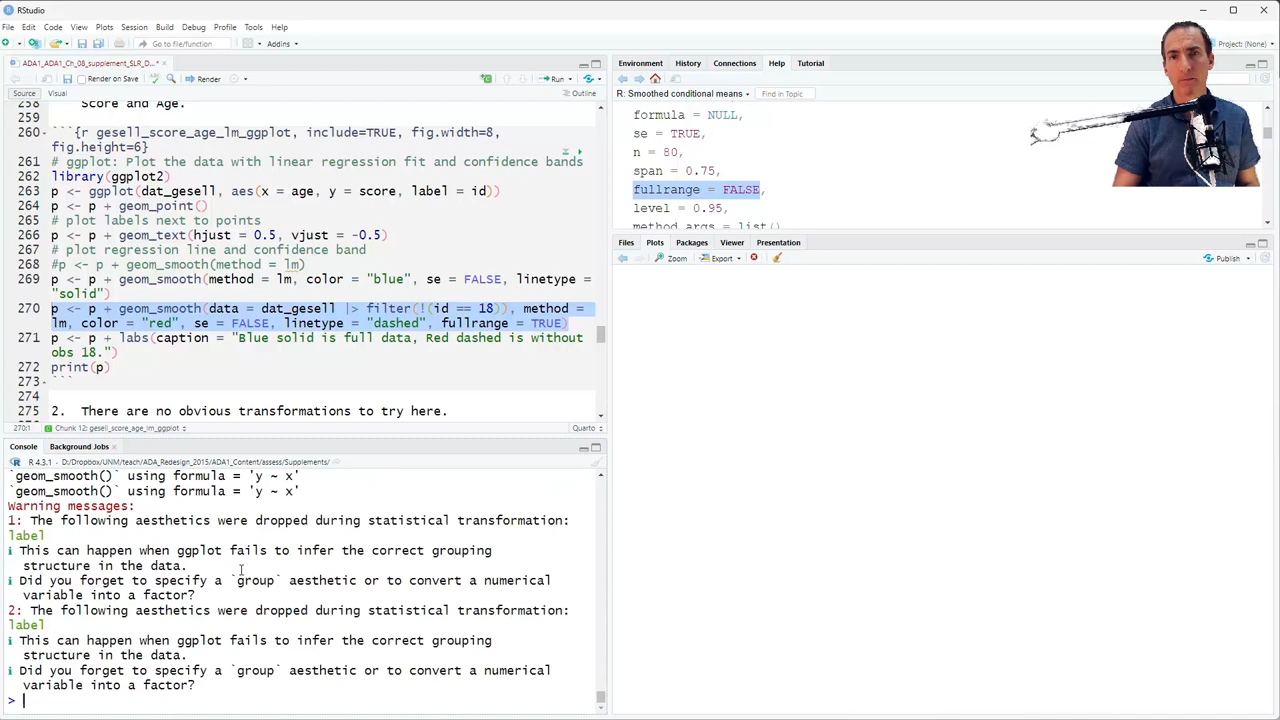 RStudio
File Edit Code View Plots Session Build Debug Profile Tools Help
Go to file/function
Addins
Project: (None)
ADA1_ADA1_Ch_08_supplement_SLR_D...*
Render on Save
Render
Run
Source Visual
Outline
258 Score and Age.
259
260 ```{r gesell_score_age_lm_ggplot, include=TRUE, fig.width=8,
fig.height=6}
261 # ggplot: Plot the data with linear regression fit and confidence bands
262 library(ggplot2)
263 p <- ggplot(dat_gesell, aes(x = age, y = score, label = id))
264 p <- p + geom_point()
265 # plot labels next to points
266 p <- p + geom_text(hjust = 0.5, vjust = -0.5)
267 # plot regression line and confidence band
268 #p <- p + geom_smooth(method = lm)
269 p <- p + geom_smooth(method = lm, color = "blue", se = FALSE, linetype =
"solid")
270 p <- p + geom_smooth(data = dat_gesell |> filter(!(id == 18)), method =
lm, color = "red", se = FALSE, linetype = "dashed", fullrange = TRUE)
271 p <- p + labs(caption = "Blue solid is full data, Red dashed is without
obs 18.")
272 print(p)
273 ```
274
275 2. There are no obvious transformations to try here.
270:1 Chunk 12: gesell_score_age_lm_ggplot Quarto
Console Background Jobs
R 4.3.1 · D:/Dropbox/UNM/teach/ADA_Redesign_2015/ADA1_Content/assess/Supplements/
`geom_smooth()` using formula = 'y ~ x'
`geom_smooth()` using formula = 'y ~ x'
Warning messages:
1: The following aesthetics were dropped during statistical transformation:
label
ℹ This can happen when ggplot fails to infer the correct grouping
structure in the data.
ℹ Did you forget to specify a `group` aesthetic or to convert a numerical
variable into a factor?
2: The following aesthetics were dropped during statistical transformation:
label
ℹ This can happen when ggplot fails to infer the correct grouping
structure in the data.
ℹ Did you forget to specify a `group` aesthetic or to convert a numerical
variable into a factor?
>
Environment History Connections Help Tutorial
R: Smoothed conditional means
Find in Topic
formula = NULL,
se = TRUE,
n = 80,
span = 0.75,
fullrange = FALSE,
level = 0.95,
method.args = list()
Files Plots Packages Viewer Presentation
Zoom Export Publish